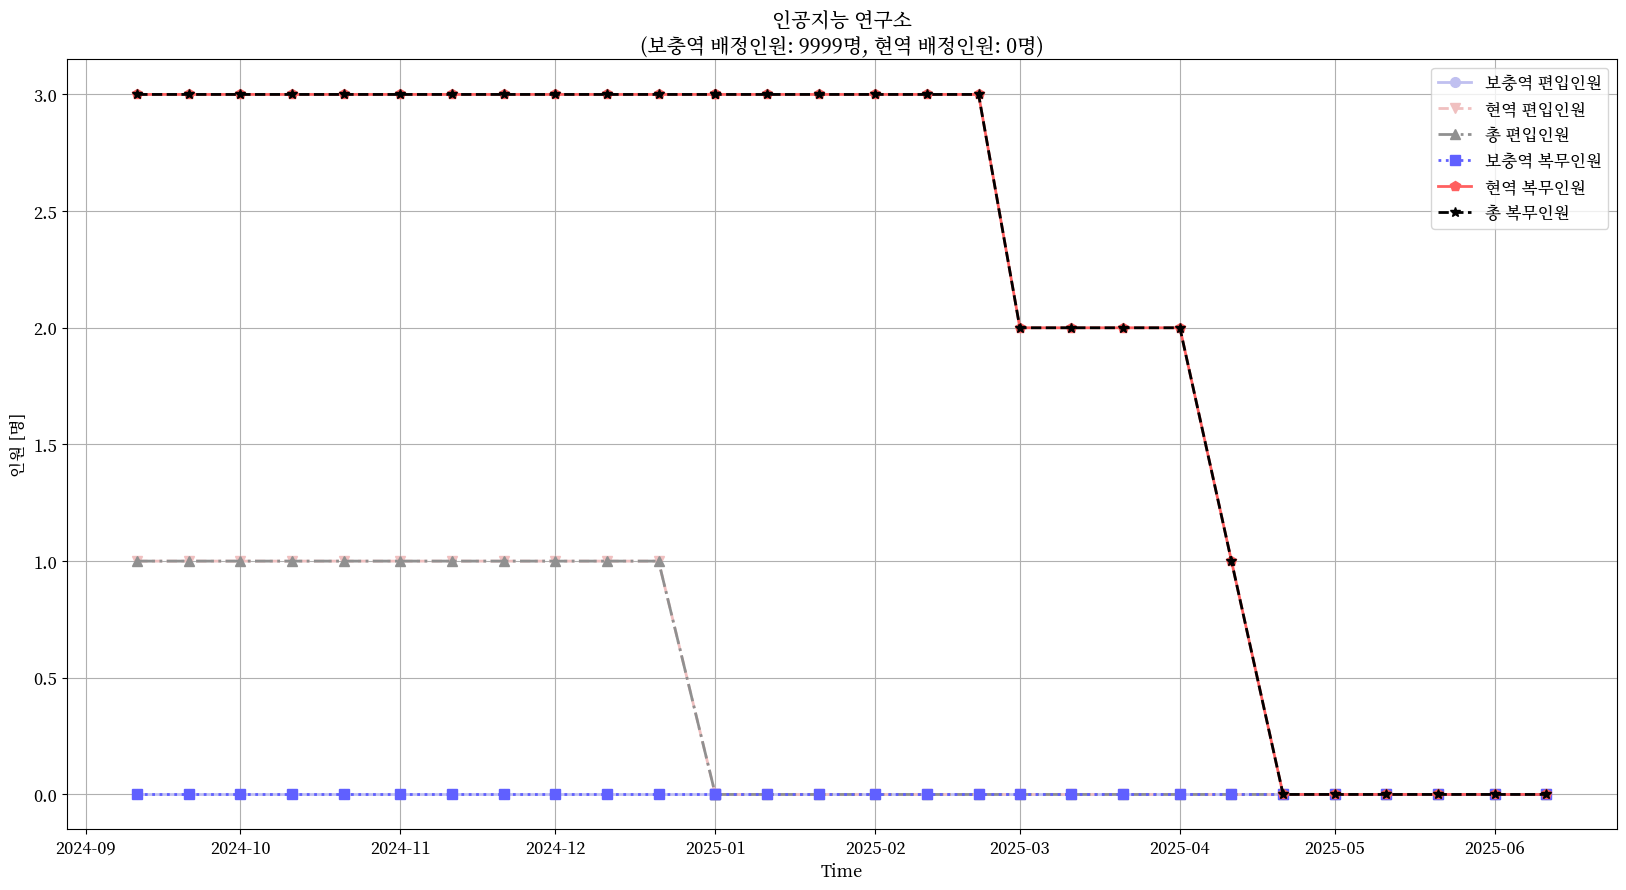 인공지능 연구소
(보충역 배정인원: 9999명, 현역 배정인원: 0명)
보충역 편입인원
현역 편입인원
총 편입인원
보충역 복무인원
현역 복무인원
총 복무인원
인원 [명]
3.0
2.5
2.0
1.5
1.0
0.5
0.0
2024-09
2024-10
2024-11
2024-12
2025-01
2025-02
2025-03
2025-04
2025-05
2025-06
Time